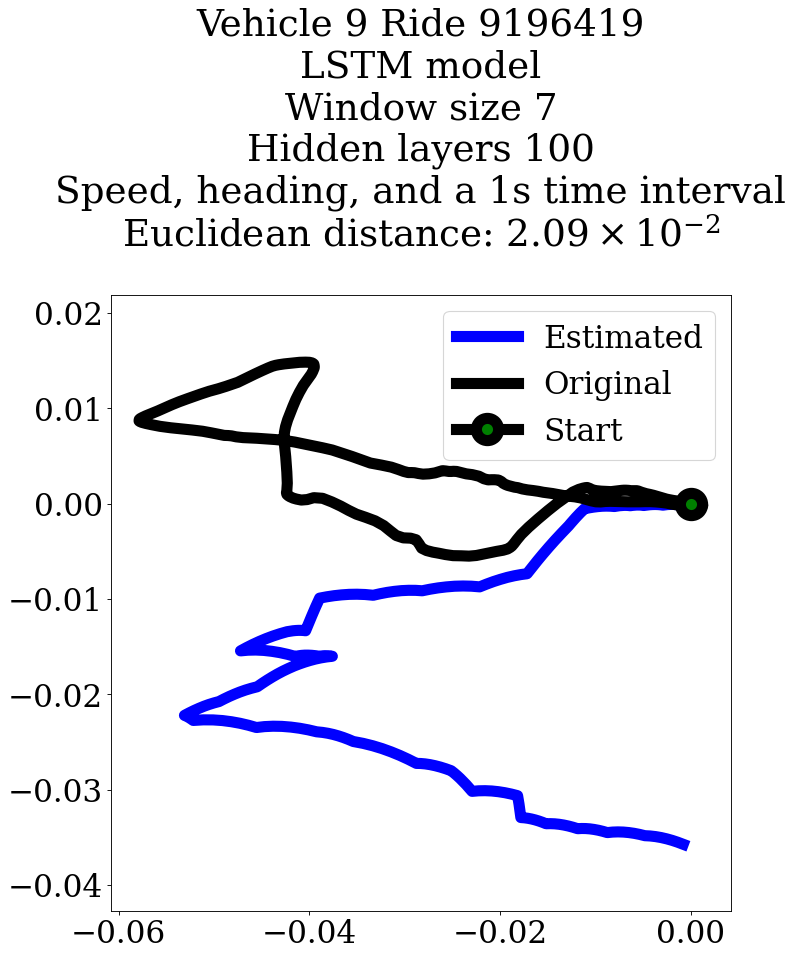 Vehicle 9 Ride 9196419
LSTM model
Window size 7
Hidden layers 100
Speed, heading, and a 1s time interval
Euclidean distance: 2.09 × 10⁻²
Estimated
Original
Start
0.02
0.01
0.00
−0.01
−0.02
−0.03
−0.04
−0.06
−0.04
−0.02
0.00